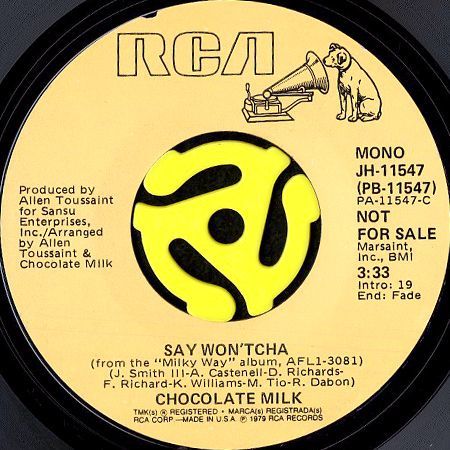 RCA
Produced by
Allen Toussaint
for Sansu
Enterprises,
Inc./Arranged
by Allen
Toussaint &
Chocolate Milk
MONO
JH-11547
(PB-11547)
PA-11547-C
NOT
FOR SALE
Marsaint,
Inc., BMI
3:33
Intro: 19
End: Fade
SAY WON'TCHA
(from the "Milky Way" album, AFL1-3081)
(J. Smith III-A. Castenell-D. Richards-
F. Richard-K. Williams-M. Tio-R. Dabon)
CHOCOLATE MILK
TMK(s) ® REGISTERED • MARCA(s) REGISTRADA(s)
RCA CORP—MADE IN U.S.A. ℗ 1979 RCA RECORDS